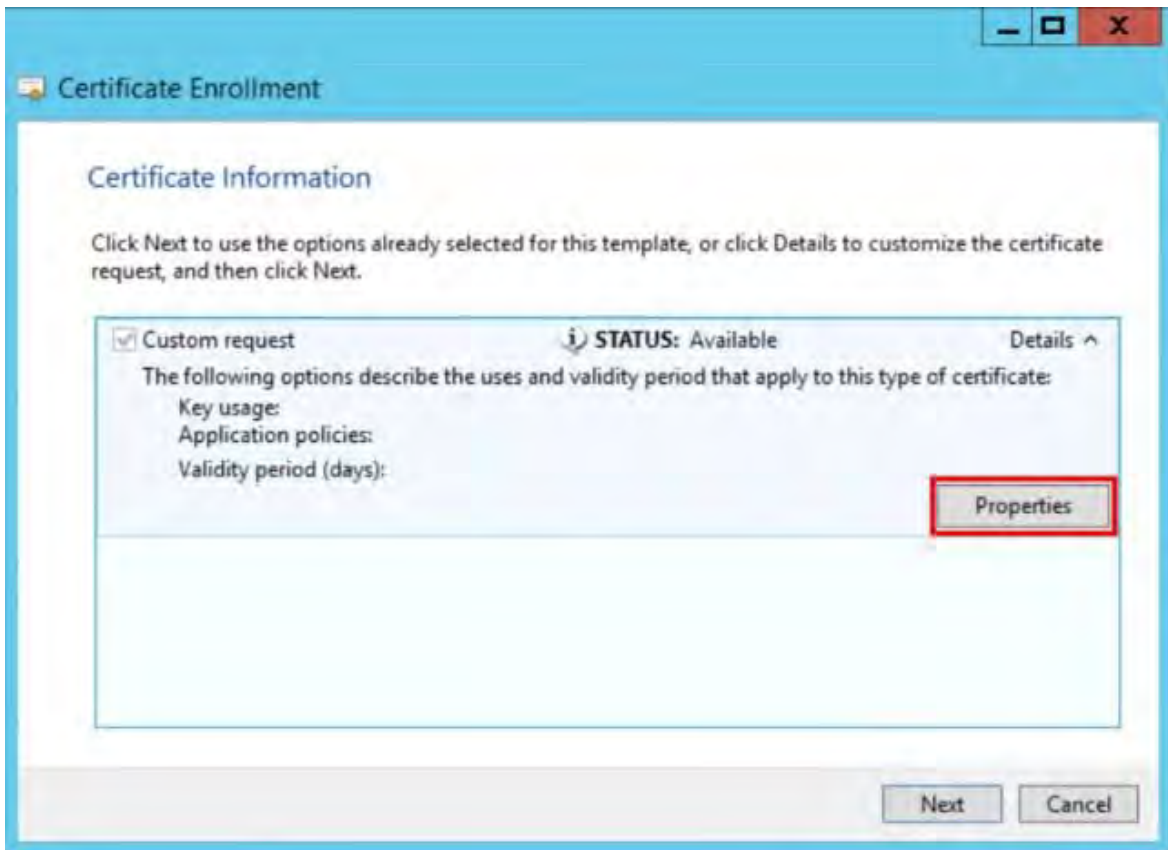 Certificate Enrollment
Certificate Information
Click Next to use the options already selected for this template, or click Details to customize the certificate
request, and then click Next.
Custom request STATUS: Available Details
The following options describe the uses and validity period that apply to this type of certificate:
Key usage:
Application policies:
Validity period (days):
Properties
Next Cancel